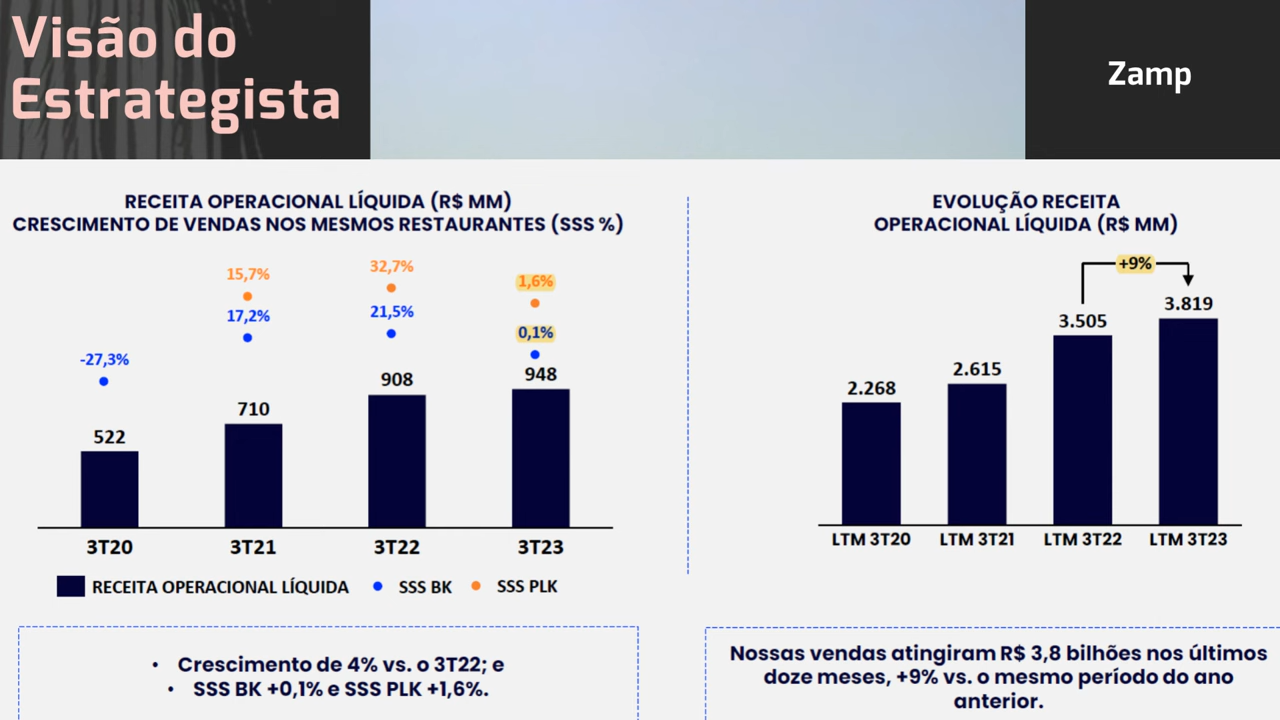 Visão do
Estrategista
Zamp
RECEITA OPERACIONAL LÍQUIDA (R$ MM)
CRESCIMENTO DE VENDAS NOS MESMOS RESTAURANTES (SSS %)
32,7%
15,7%
1,6%
21,5%
17,2%
0,1%
-27,3%
948
908
710
522
3T20 3T21 3T22 3T23
RECEITA OPERACIONAL LÍQUIDA SSS BK SSS PLK
• Crescimento de 4% vs. o 3T22; e
• SSS BK +0,1% e SSS PLK +1,6%.
EVOLUÇÃO RECEITA
OPERACIONAL LÍQUIDA (R$ MM)
+9%
3.819
3.505
2.615
2.268
LTM 3T20 LTM 3T21 LTM 3T22 LTM 3T23
Nossas vendas atingiram R$ 3,8 bilhões nos últimos
doze meses, +9% vs. o mesmo período do ano
anterior.